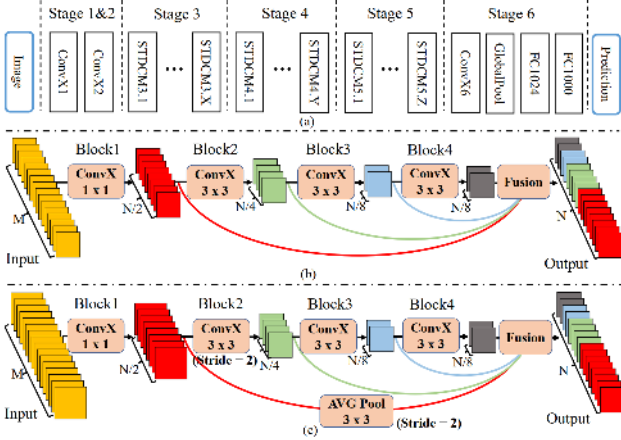 Stage 1&2 Stage 3 Stage 4 Stage 5 Stage 6
Image
ConvX1
ConvX2
STDCM3.1
...
STDCM3.X
STDCM4.1
...
STDCM4.Y
STDCM5.1
...
STDCM5.Z
ConvX6
GlobalPool
FC1024
FC1000
Prediction
(a)
Block1 Block2 Block3 Block4
ConvX
1 x 1
ConvX
3 x 3
ConvX
3 x 3
ConvX
3 x 3
Fusion
M
N/2
N/4
N/8
N/8
N
Input
Output
(b)
Block1 Block2 Block3 Block4
ConvX
1 x 1
ConvX
3 x 3
ConvX
3 x 3
ConvX
3 x 3
Fusion
(Stride = 2)
M
N/2
N/4
N/8
N/8
N
AVG Pool
3 x 3
(Stride = 2)
Input
Output
(c)